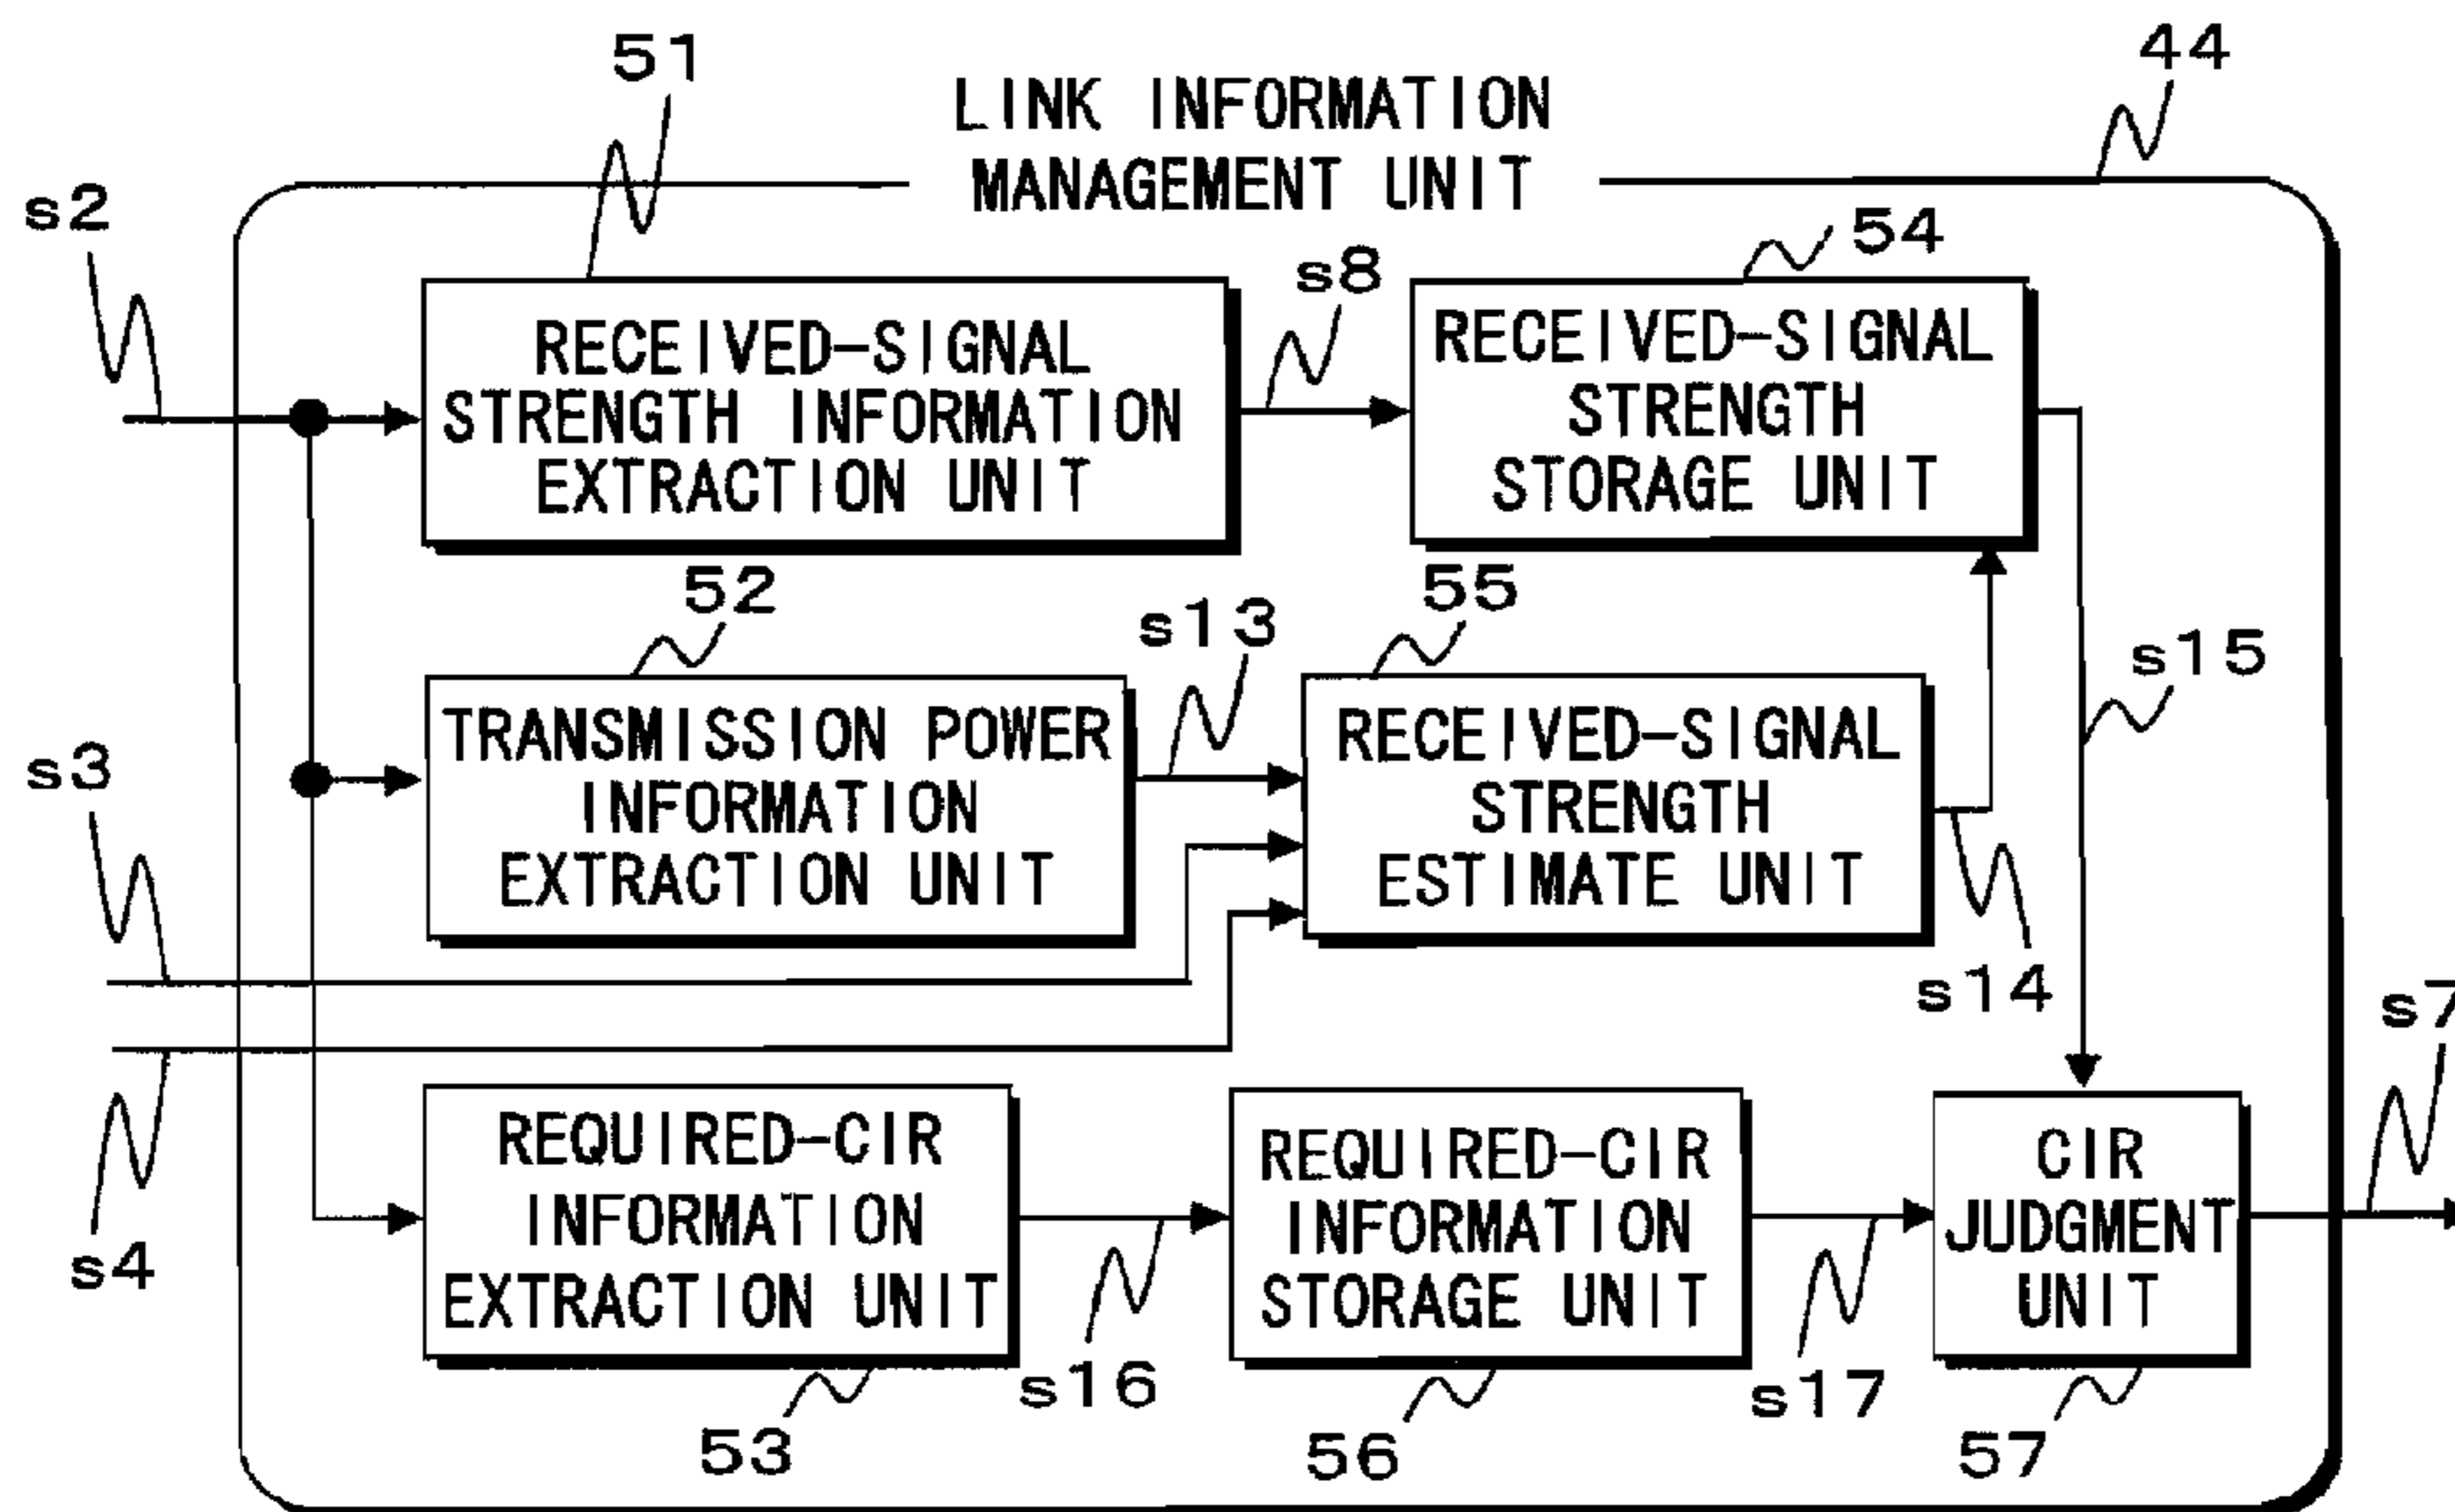 51
LINK INFORMATION
MANAGEMENT UNIT
44
s2
RECEIVED-SIGNAL
STRENGTH INFORMATION
EXTRACTION UNIT
s8
54
RECEIVED-SIGNAL
STRENGTH
STORAGE UNIT
52
s13
55
s15
s3
TRANSMISSION POWER
INFORMATION
EXTRACTION UNIT
RECEIVED-SIGNAL
STRENGTH
ESTIMATE UNIT
s14
s7
s4
REQUIRED-CIR
INFORMATION
EXTRACTION UNIT
REQUIRED-CIR
INFORMATION
STORAGE UNIT
CIR
JUDGMENT
UNIT
s16
s17
53
56
57